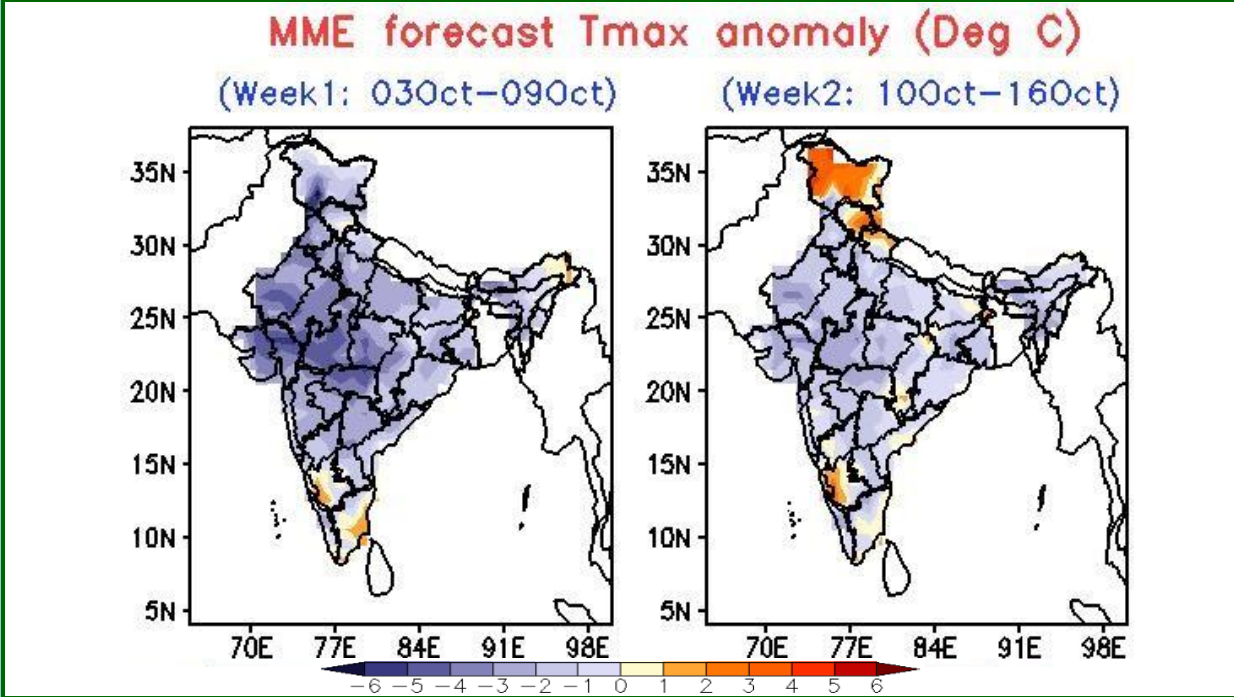 MME forecast Tmax anomaly (Deg C)
(Week1: 03Oct-09Oct)
(Week2: 10Oct-16Oct)
35N
30N
25N
20N
15N
10N
5N
70E 77E 84E 91E 98E
35N
30N
25N
20N
15N
10N
5N
70E 77E 84E 91E 98E
-6 -5 -4 -3 -2 -1 0 1 2 3 4 5 6